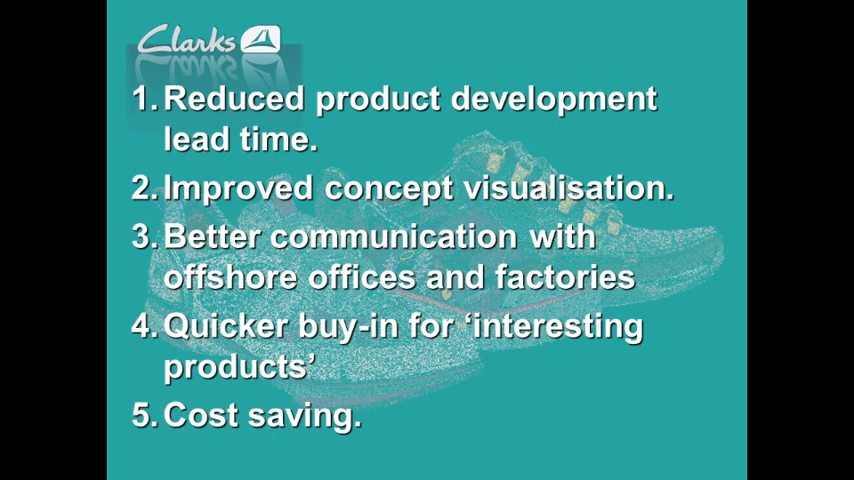 Clarks
1. Reduced product development
lead time.
2. Improved concept visualisation.
3. Better communication with
offshore offices and factories
4. Quicker buy-in for ‘interesting
products’
5. Cost saving.